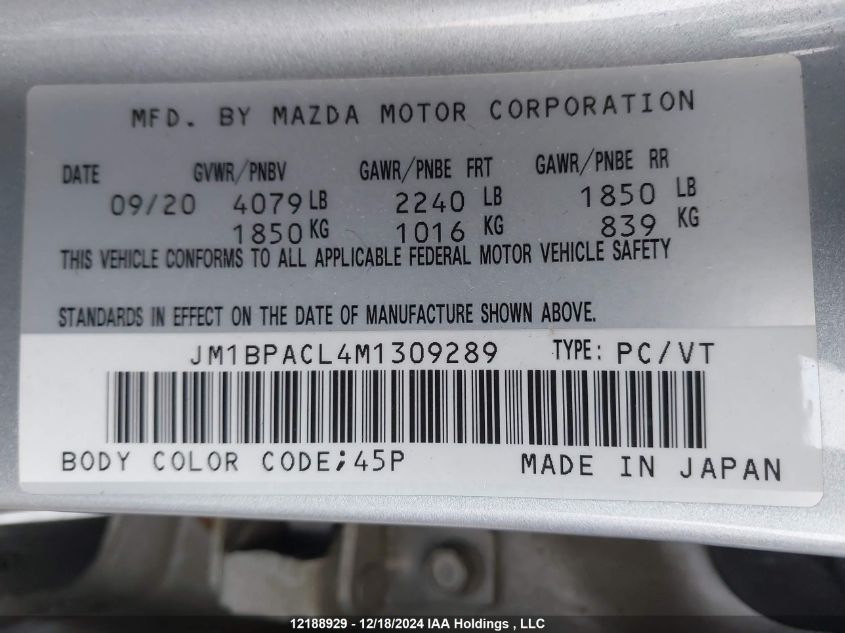 MFD. BY MAZDA MOTOR CORPORATION
DATE GVWR/PNBV GAWR/PNBE FRT GAWR/PNBE RR
09/20 4079 LB 2240 LB 1850 LB
1850 KG 1016 KG 839 KG
THIS VEHICLE CONFORMS TO ALL APPLICABLE FEDERAL MOTOR VEHICLE SAFETY
STANDARDS IN EFFECT ON THE DATE OF MANUFACTURE SHOWN ABOVE.
JM1BPACL4M1309289 TYPE: PC/VT
BODY COLOR CODE;45P MADE IN JAPAN
12188929 - 12/18/2024 IAA Holdings , LLC